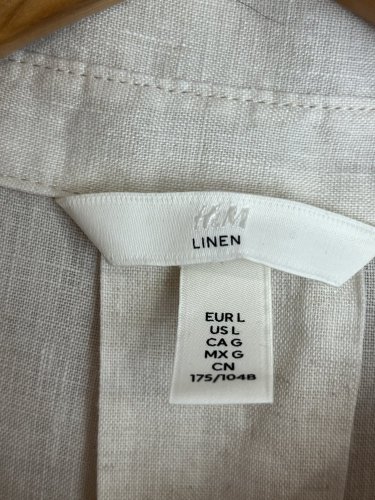 H&M
LINEN
EUR L
US L
CA G
MX G
CN
175/104B